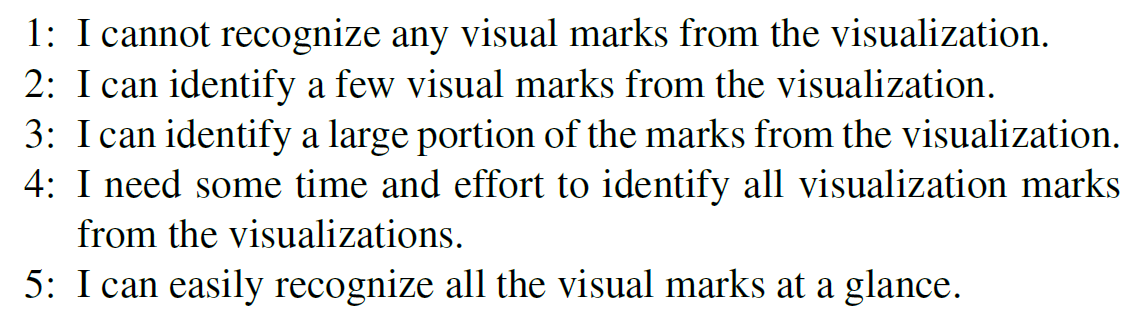 1: I cannot recognize any visual marks from the visualization.
2: I can identify a few visual marks from the visualization.
3: I can identify a large portion of the marks from the visualization.
4: I need some time and effort to identify all visualization marks
from the visualizations.
5: I can easily recognize all the visual marks at a glance.